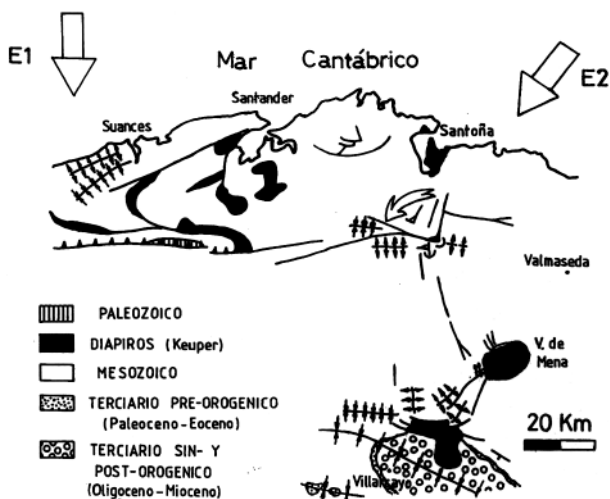 E1
Mar Cantábrico
E2
Santander
Suances
Santoña
Valmaseda
PALEOZOICO
DIAPIROS (Keuper)
MESOZOICO
TERCIARIO PRE-OROGENICO
(Paleoceno-Eoceno)
TERCIARIO SIN- Y
POST-OROGENICO
(Oligoceno-Mioceno)
V. de
Mena
20 Km
Villarcayo